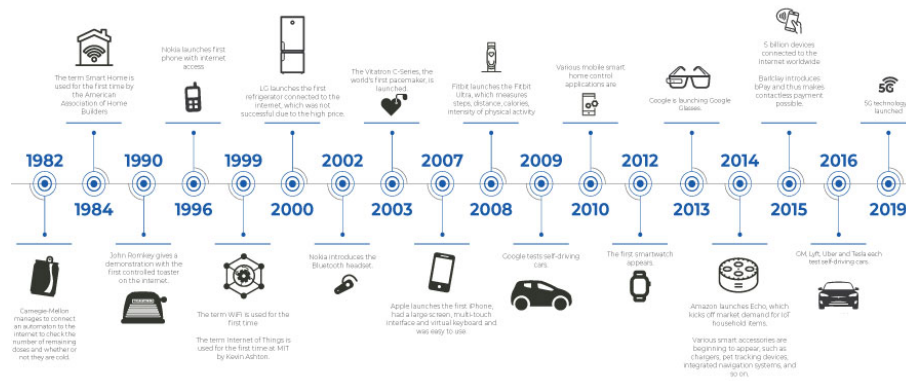 The term Smart Home is
used for the first time by
the American
Association of Home
Builders
Nokia launches first
phone with internet
access
LG launches the first
refrigerator connected to the
internet, which was not
successful due to the high price.
The Vitatron C-Series, the
world's first pacemaker, is
launched.
Fitbit launches the Fitbit
Ultra, which measures
steps, distance, calories,
intensity of physical activity
Various mobile smart
home control
applications are
Google is launching Google
Glasses.
5 billion devices
connected to the
internet worldwide
Barclay introduces
bPay and thus makes
contactless payment
possible.
5G
5G technology
launched
1982
1984
1990
1996
1999
2000
2002
2003
2007
2008
2009
2010
2012
2013
2014
2015
2016
2019
Carnegie-Mellon
manages to connect
an automaton to the
internet to check the
number of remaining
doses and whether or
not they are cold.
John Romkey gives a
demonstration with the
first controlled toaster
on the internet.
The term WiFi is used for the
first time
The term Internet of Things is
used for the first time at MIT
by Kevin Ashton.
Nokia introduces the
Bluetooth headset.
Apple launches the first iPhone,
had a large screen, multi-touch
interface and virtual keyboard and
was easy to use
Google tests self-driving
cars.
The first smartwatch
appears.
Amazon launches Echo, which
kicks off market demand for IoT
household items.
Various smart accessories are
beginning to appear, such as
chargers, pet tracking devices,
integrated navigation systems, and
so on.
GM, Lyft, Uber and Tesla each
test self-driving cars.